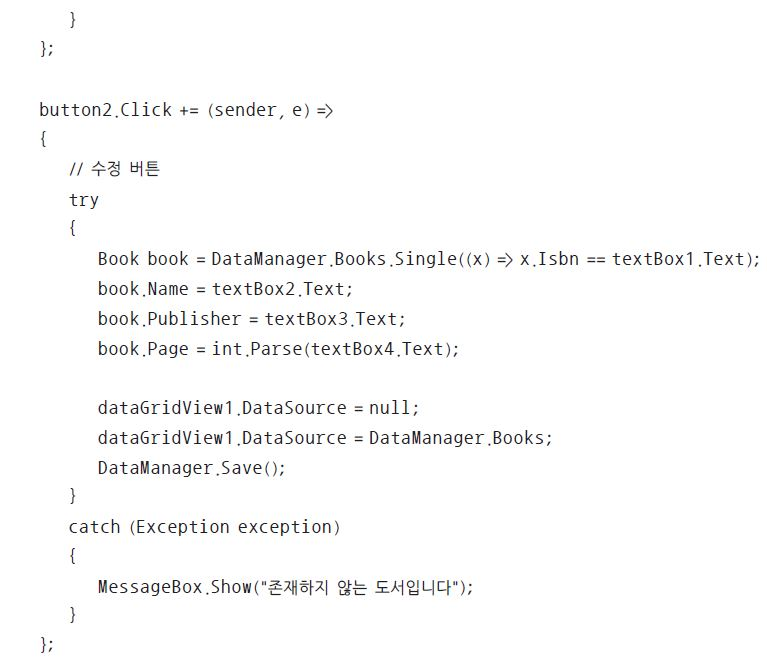 }
};
button2.Click += (sender, e) =>
{
// 수정 버튼
try
{
Book book = DataManager.Books.Single((x) => x.Isbn == textBox1.Text);
book.Name = textBox2.Text;
book.Publisher = textBox3.Text;
book.Page = int.Parse(textBox4.Text);
dataGridView1.DataSource = null;
dataGridView1.DataSource = DataManager.Books;
DataManager.Save();
}
catch (Exception exception)
{
MessageBox.Show("존재하지 않는 도서입니다");
}
};